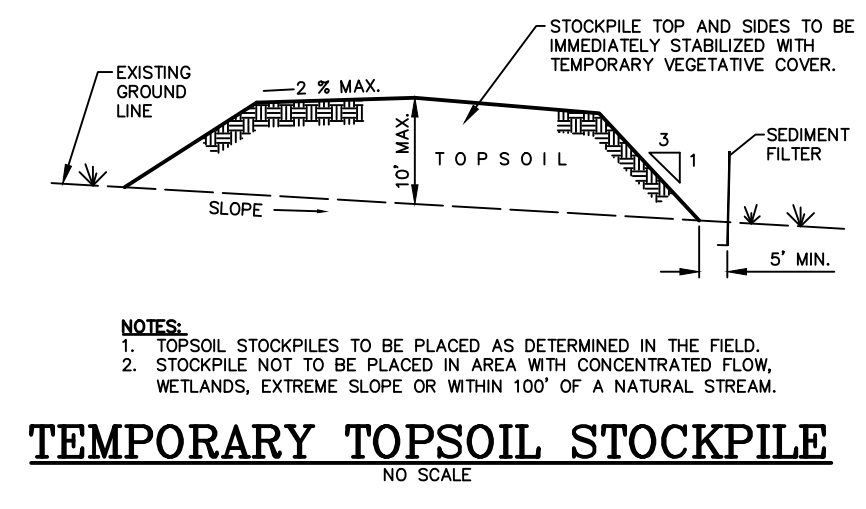 STOCKPILE TOP AND SIDES TO BE
IMMEDIATELY STABILIZED WITH
TEMPORARY VEGETATIVE COVER.
EXISTING
GROUND
LINE
2 % MAX.
10' MAX.
TOPSOIL
3
1
SEDIMENT
FILTER
SLOPE
5' MIN.
NOTES:
1. TOPSOIL STOCKPILES TO BE PLACED AS DETERMINED IN THE FIELD.
2. STOCKPILE NOT TO BE PLACED IN AREA WITH CONCENTRATED FLOW,
WETLANDS, EXTREME SLOPE OR WITHIN 100' OF A NATURAL STREAM.
TEMPORARY TOPSOIL STOCKPILE
NO SCALE